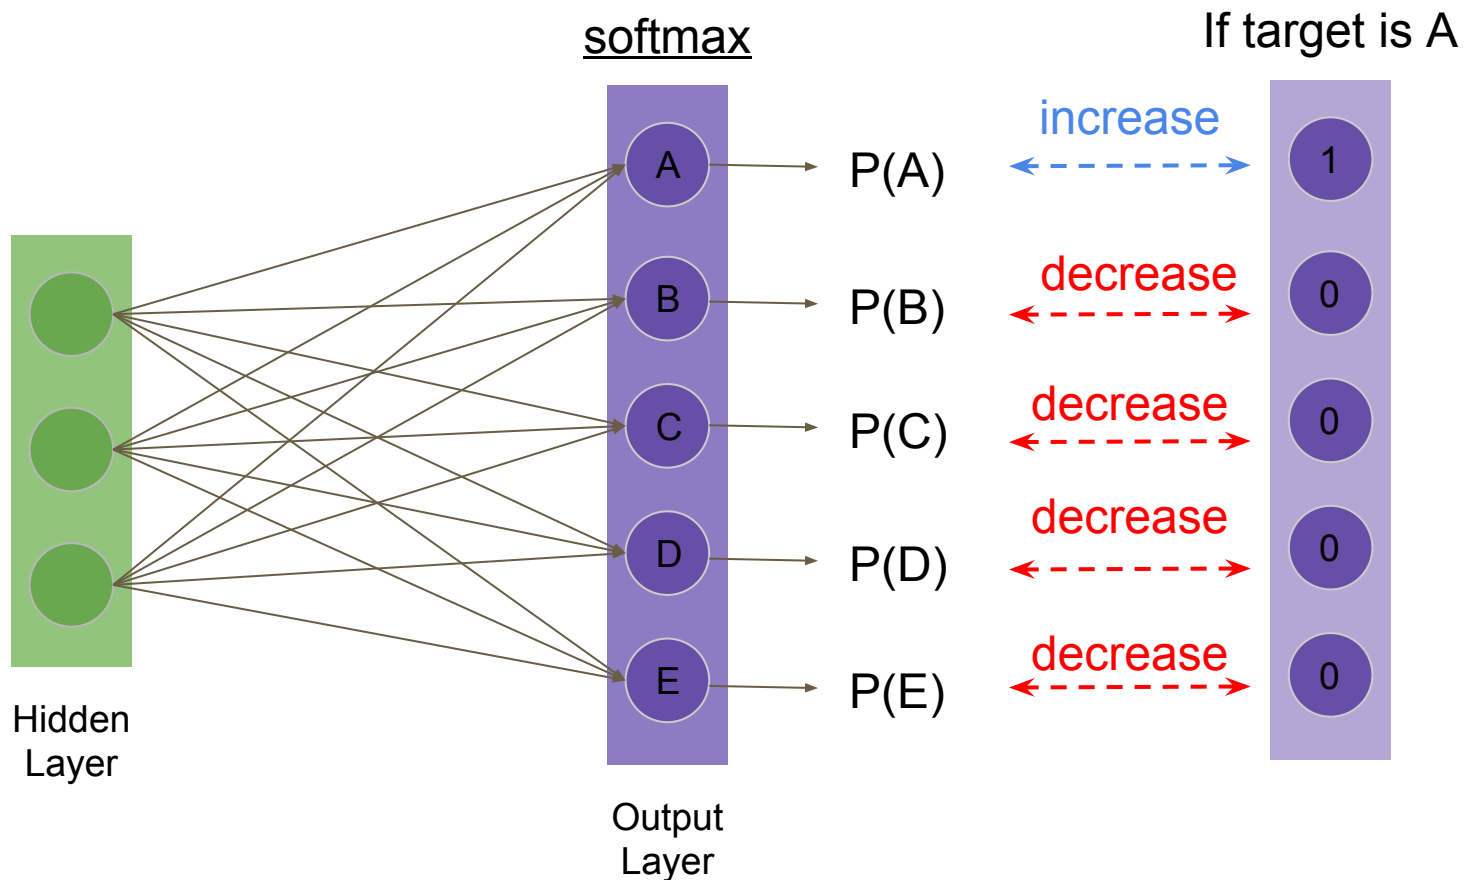 softmax
If target is A
A
P(A)
increase
1
B
P(B)
decrease
0
C
P(C)
decrease
0
D
P(D)
decrease
0
E
P(E)
decrease
0
Hidden
Layer
Output
Layer